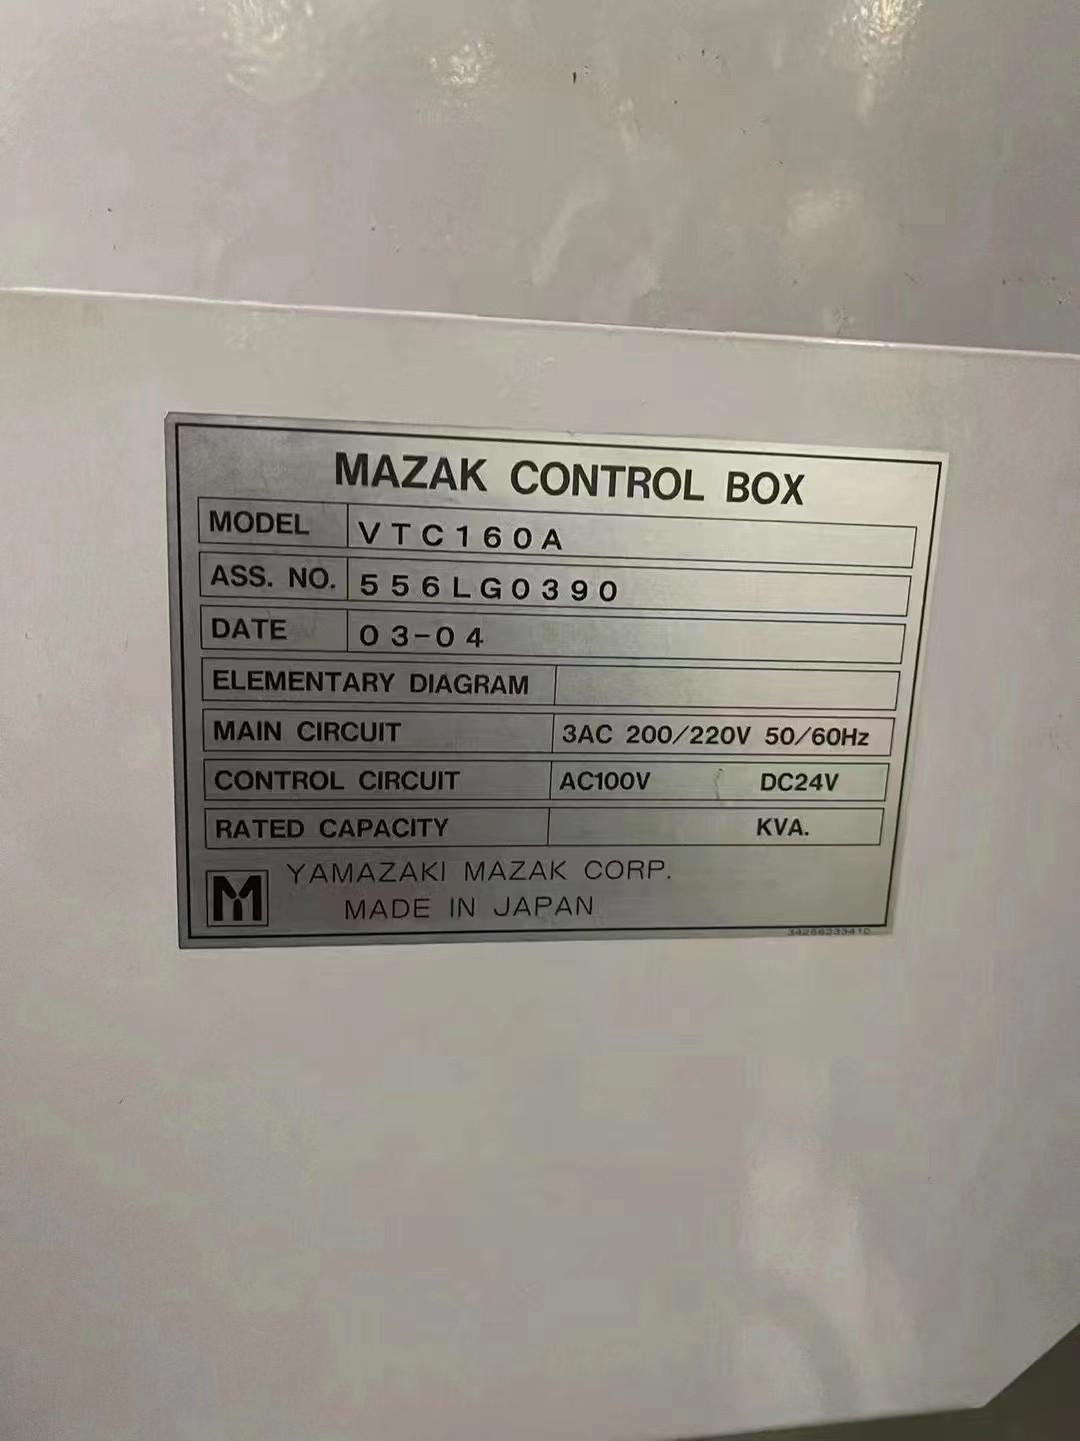 MAZAK CONTROL BOX
MODEL VTC160A
ASS. NO. 556LG0390
DATE 03-04
ELEMENTARY DIAGRAM
MAIN CIRCUIT 3AC 200/220V 50/60Hz
CONTROL CIRCUIT AC100V DC24V
RATED CAPACITY KVA.
YAMAZAKI MAZAK CORP.
MADE IN JAPAN